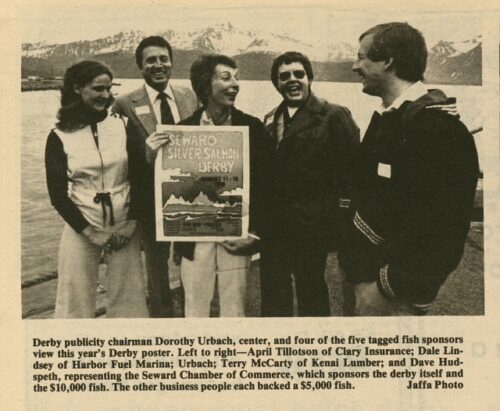 SEWARD
SILVER SALMON
DERBY
AUGUST 11-19
Derby publicity chairman Dorothy Urbach, center, and four of the five tagged fish sponsors
view this year's Derby poster. Left to right—April Tillotson of Clary Insurance; Dale Lin-
dsey of Harbor Fuel Marina; Urbach; Terry McCarty of Kenai Lumber; and Dave Hud-
speth, representing the Seward Chamber of Commerce, which sponsors the derby itself and
the $10,000 fish. The other business people each backed a $5,000 fish. Jaffa Photo